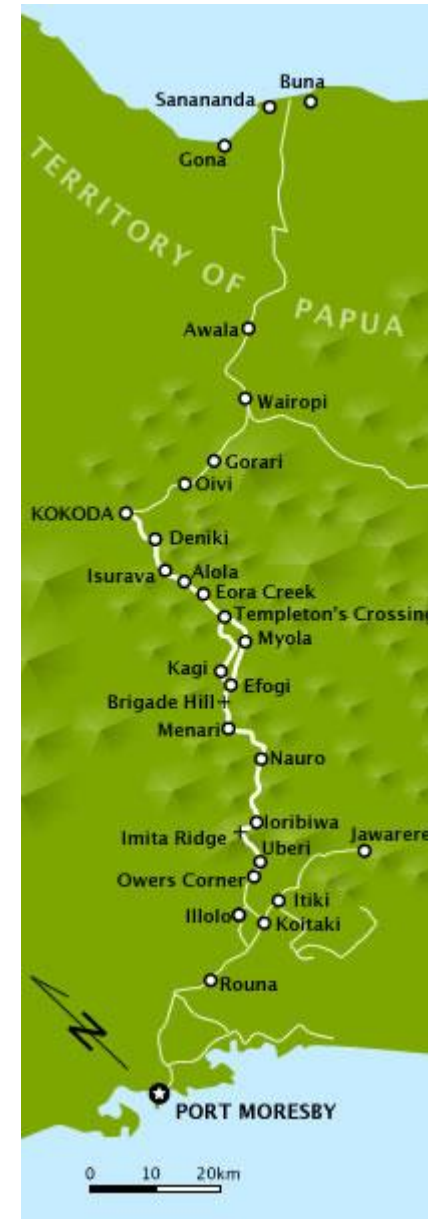 Buna
Sanananda
Gona
TERRITORY OF PAPUA
Awala
Wairopi
Gorari
Oivi
KOKODA
Deniki
Isurava
Alola
Eora Creek
Templeton's Crossing
Myola
Kagi
Efogi
Brigade Hill
Menari
Nauro
Ioribiwa
Imita Ridge
Jawarere
Uberi
Owers Corner
Itiki
Illolo
Koitaki
Rouna
N
PORT MORESBY
0 10 20km